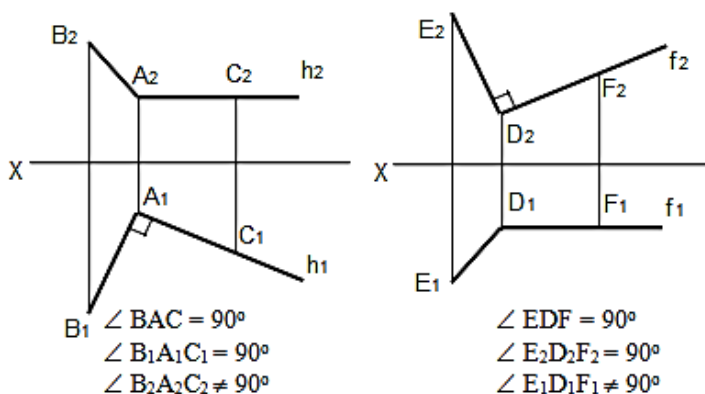 B2
A2
C2
h2
X
A1
C1
h1
B1
∠ BAC = 90º
∠ B1A1C1 = 90º
∠ B2A2C2 ≠ 90º
E2
f2
F2
D2
X
D1
F1
f1
E1
∠ EDF = 90º
∠ E2D2F2 = 90º
∠ E1D1F1 ≠ 90º